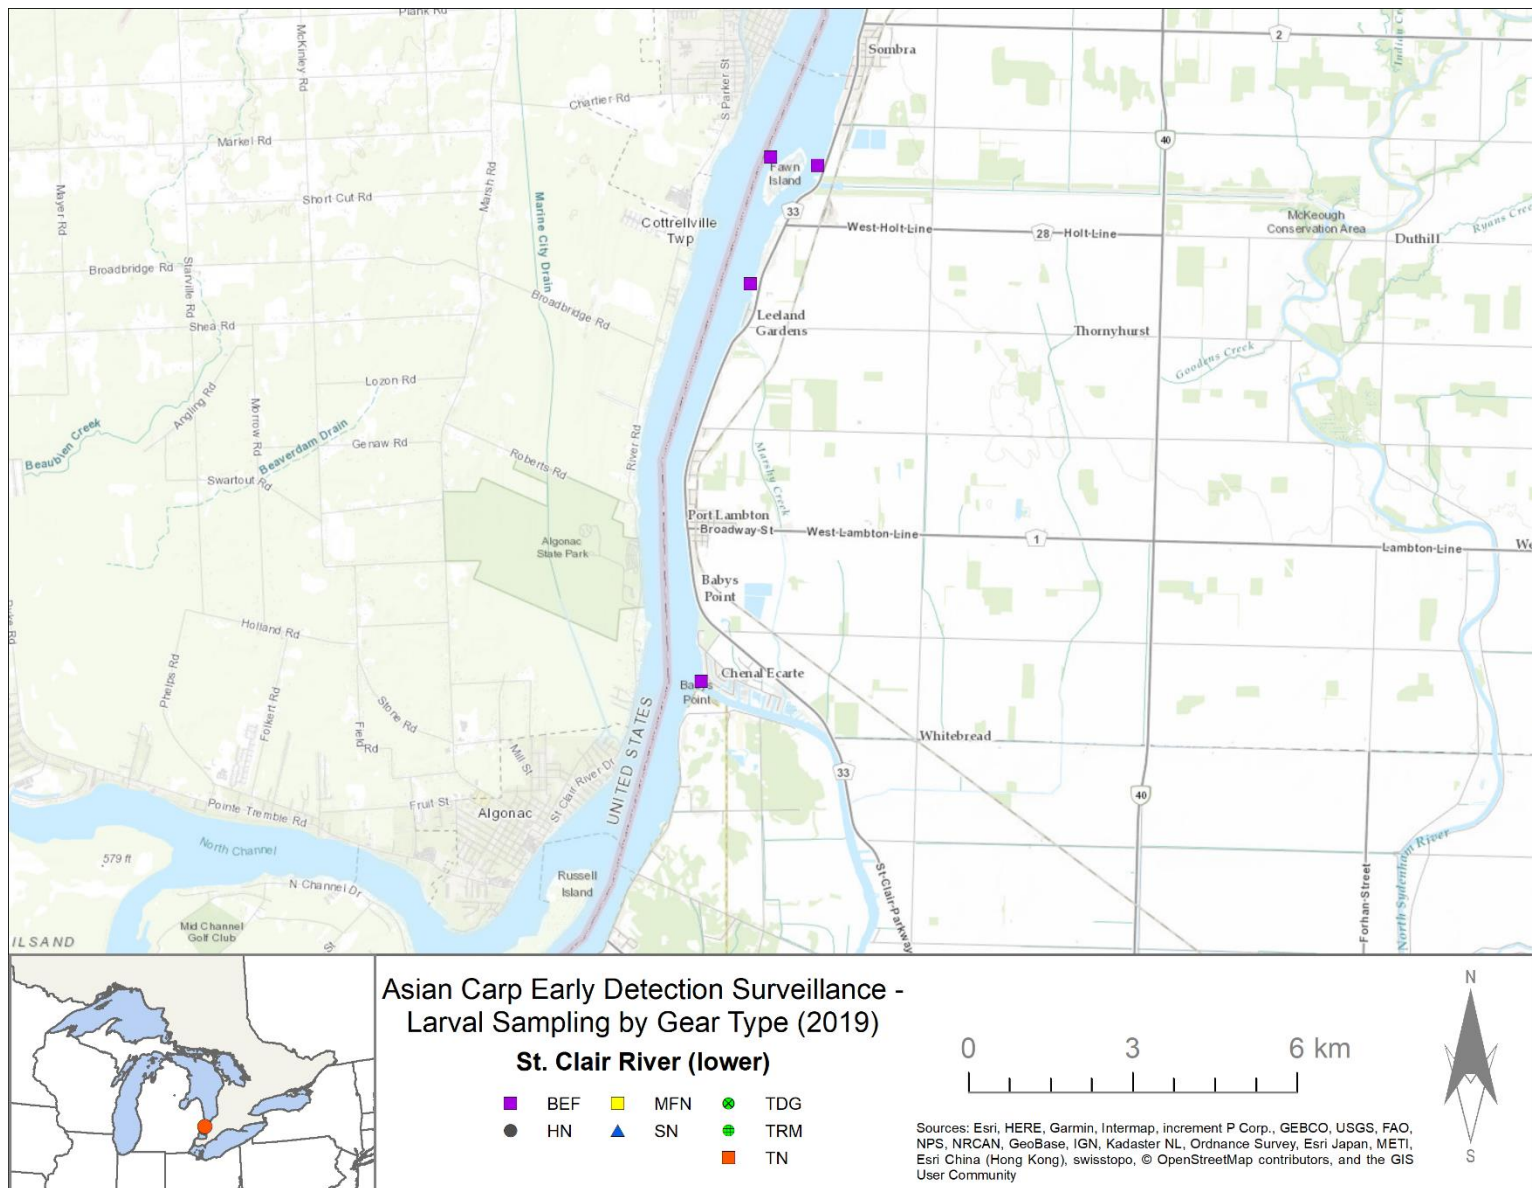 Plank Rd
Sombra
2
Indian
McKinley Rd
Chartier Rd
S Parker St
Markel Rd
40
Fawn
Island
Marsh Rd
Mayer Rd
Short Cut Rd
Marine City Drain
33
McKeough
Conservation Area
Ryans Cree
Cottrellville
Twp
West-Holt-Line
28
Holt-Line
Duthill
Broadbridge Rd
Starville Rd
Broadbridge Rd
Leeland
Gardens
Shea Rd
Thornyhurst
Goodens Creek
Lozon Rd
Angling Rd
Morrow Rd
Beaubien Creek
Beaverdam Drain
Genaw Rd
River Rd
Roberts-Rd
Marshy Creek
Swartout Rd
Port Lambton
Broadway-St
West-Lambton-Line
1
Lambton-Line
We
Algonac
State Park
Babys
Point
Holland Rd
Phelps Rd
Folkert Rd
Stone Rd
Field Rd
Chenal Ecarte
Babys
Point
Whitebread
Mill St
St Clair River Dr
UNITED STATES
33
40
Pointe Tremble Rd
Fruit St
Algonac
North Channel
579 ft
N Channel Dr
Russell
Island
St-Clair-Parkway
Forhan-Street
North Sydenham River
Mid Channel
Golf Club
ILSAND
Asian Carp Early Detection Surveillance -
Larval Sampling by Gear Type (2019)
St. Clair River (lower)
BEF MFN TDG
HN SN TRM
TN
0 3 6 km
N
S
Sources: Esri, HERE, Garmin, Intermap, increment P Corp., GEBCO, USGS, FAO,
NPS, NRCAN, GeoBase, IGN, Kadaster NL, Ordnance Survey, Esri Japan, METI,
Esri China (Hong Kong), swisstopo, © OpenStreetMap contributors, and the GIS
User Community